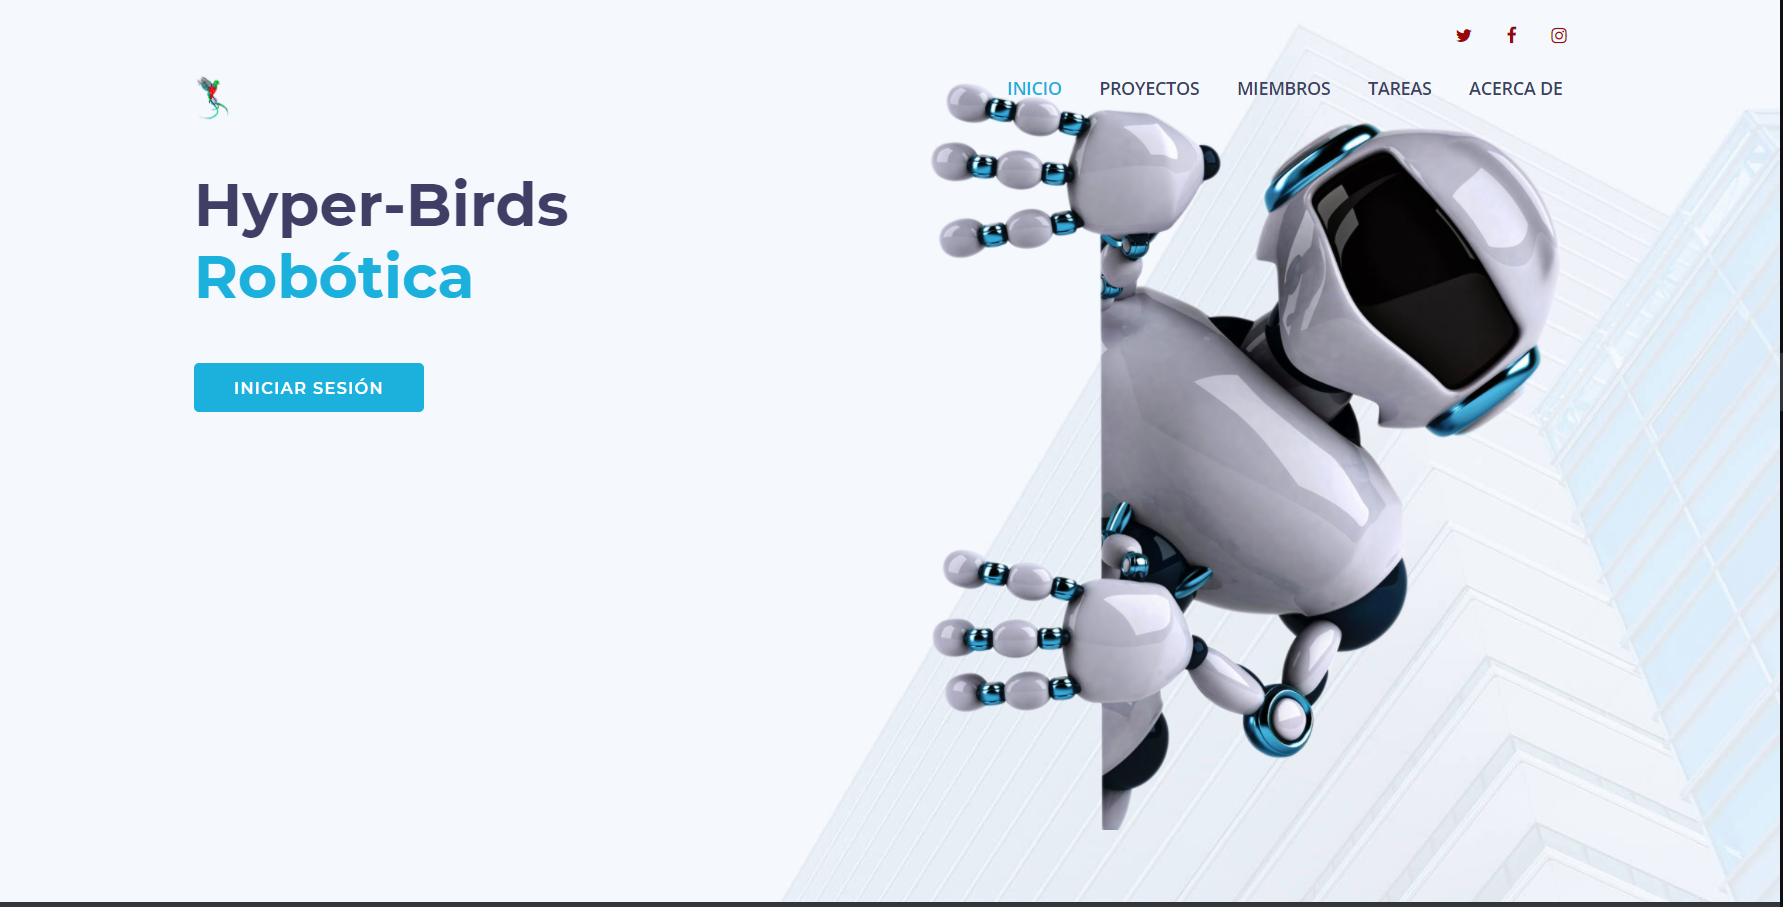 INICIO PROYECTOS MIEMBROS TAREAS ACERCA DE
Hyper-Birds
Robótica
INICIAR SESIÓN